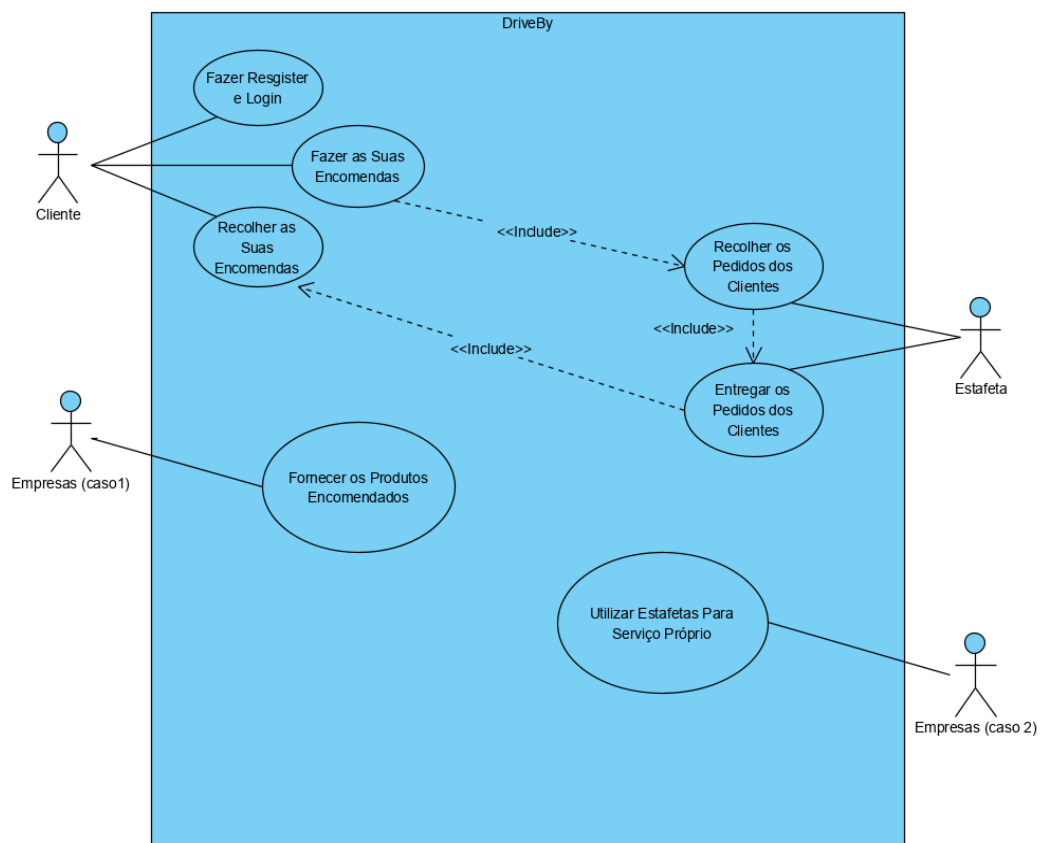 DriveBy
Fazer Resgister
e Login
Fazer as Suas
Encomendas
Cliente
Recolher as
Suas
Encomendas
<<Include>>
Recolher os
Pedidos dos
Clientes
<<Include>>
<<Include>>
Estafeta
Entregar os
Pedidos dos
Clientes
Empresas (caso1)
Fornecer os Produtos
Encomendados
Utilizar Estafetas Para
Serviço Próprio
Empresas (caso 2)